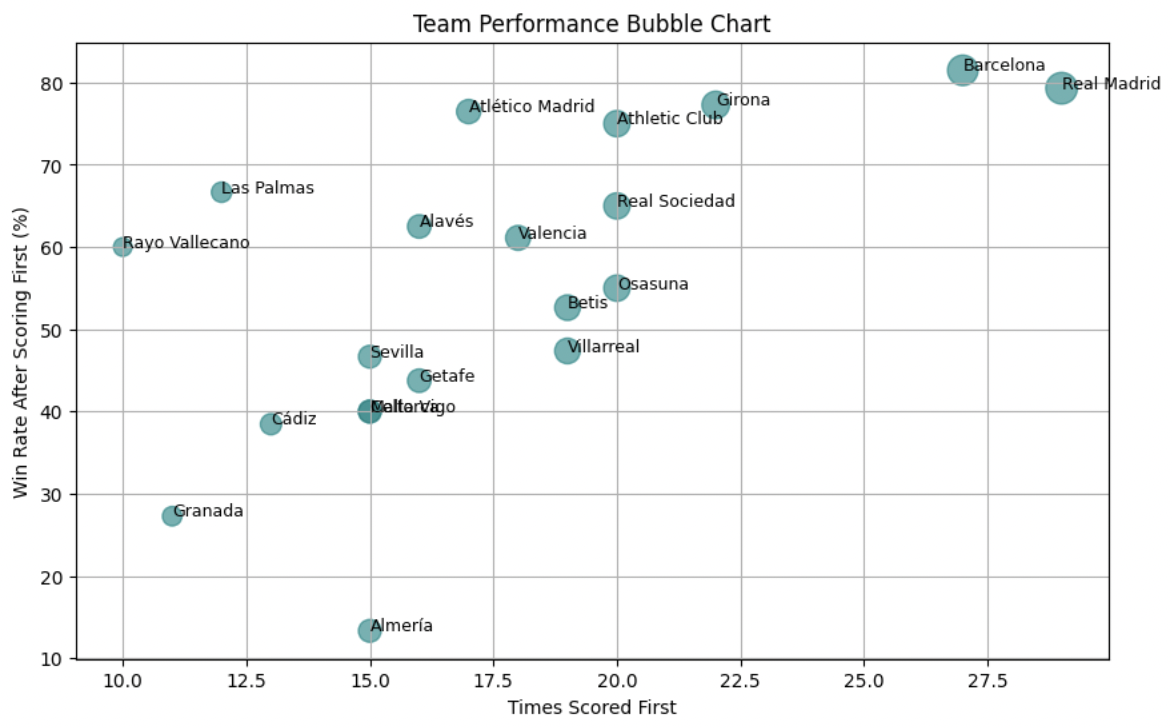 Team Performance Bubble Chart
Barcelona
Real Madrid
Girona
Atlético Madrid
Athletic Club
Las Palmas
Real Sociedad
Alavés
Valencia
Rayo Vallecano
Osasuna
Betis
Villarreal
Sevilla
Getafe
Celta Vigo
Cádiz
Granada
Almería
80
70
60
50
40
30
20
10
Win Rate After Scoring First (%)
10.0 12.5 15.0 17.5 20.0 22.5 25.0 27.5
Times Scored First